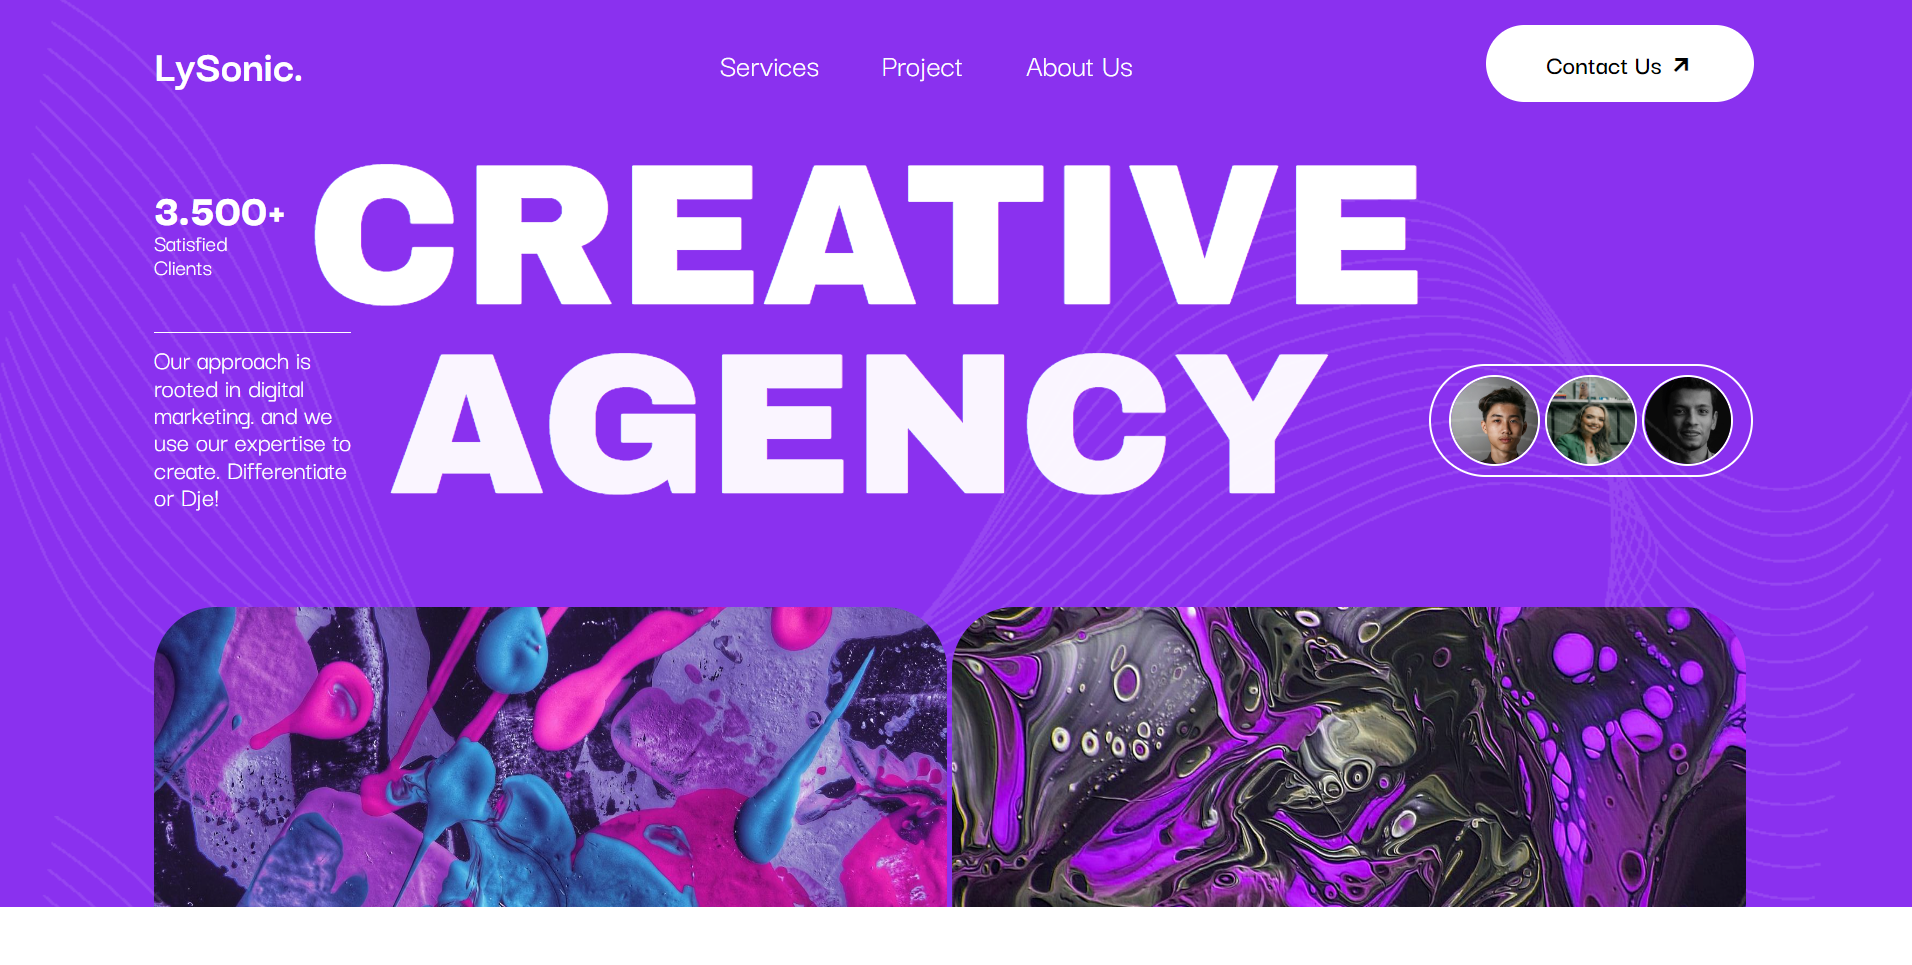 LySonic.
Services
Project
About Us
Contact Us
3.500+
Satisfied
Clients
CREATIVE
AGENCY
Our approach is
rooted in digital
marketing. and we
use our expertise to
create. Differentiate
or Dje!